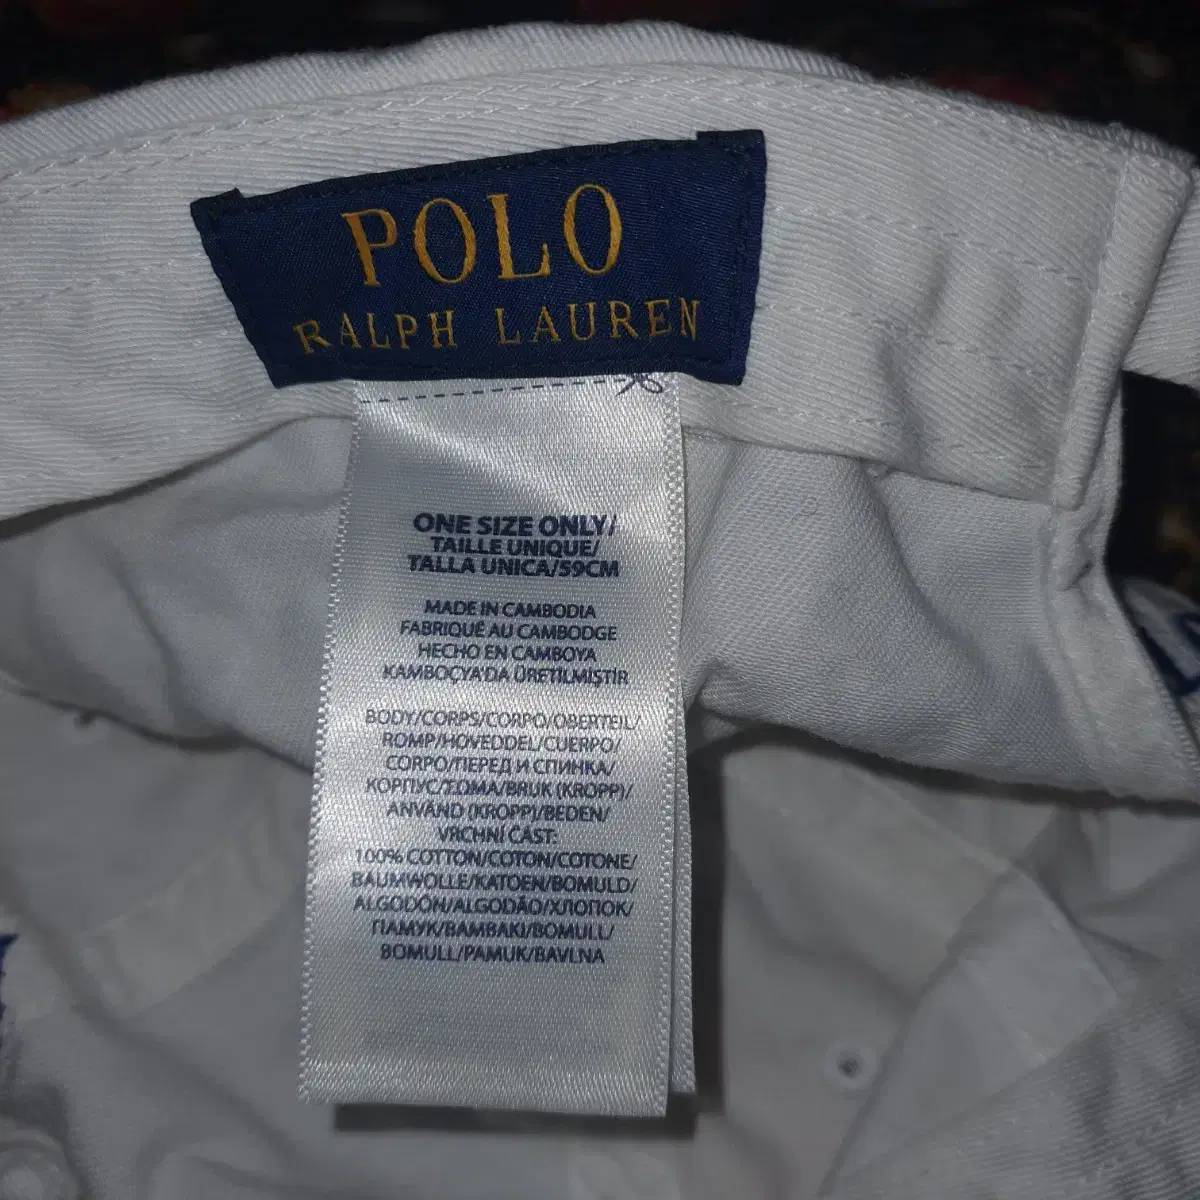 POLO
RALPH LAUREN
ONE SIZE ONLY/
TAILLE UNIQUE/
TALLA UNICA/59CM
MADE IN CAMBODIA
FABRIQUÉ AU CAMBODGE
HECHO EN CAMBOYA
KAMBOÇYA'DA ÜRETİLMİŞTİR
BODY/CORPS/CORPO/OBERTEIL/
ROMP/HOVEDDEL/CUERPO/
CORPO/ПЕРЕД И СПИНКА/
КОРПУС/ΣΩΜΑ/BRUK (KROPP)/
ANVÄND (KROPP)/BEDEN/
VRCHNÍ ČÁST:
100% COTTON/COTON/COTONE/
BAUMWOLLE/KATOEN/BOMULD/
ALGODÓN/ALGODÃO/ХЛОПОК/
ПАМУК/ΒΑΜΒΑΚΙ/BOMULL/
BOMULL/PAMUK/BAVLNA